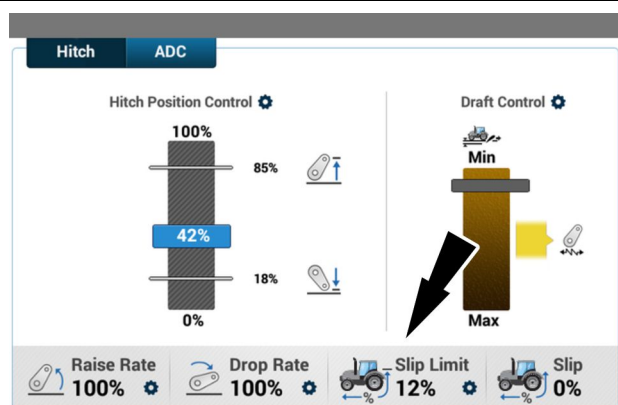 Hitch
ADC
Hitch Position Control
100%
85%
42%
18%
0%
Draft Control
Min
Max
Raise Rate
100%
Drop Rate
100%
%
Slip Limit
12%
%
Slip
0%